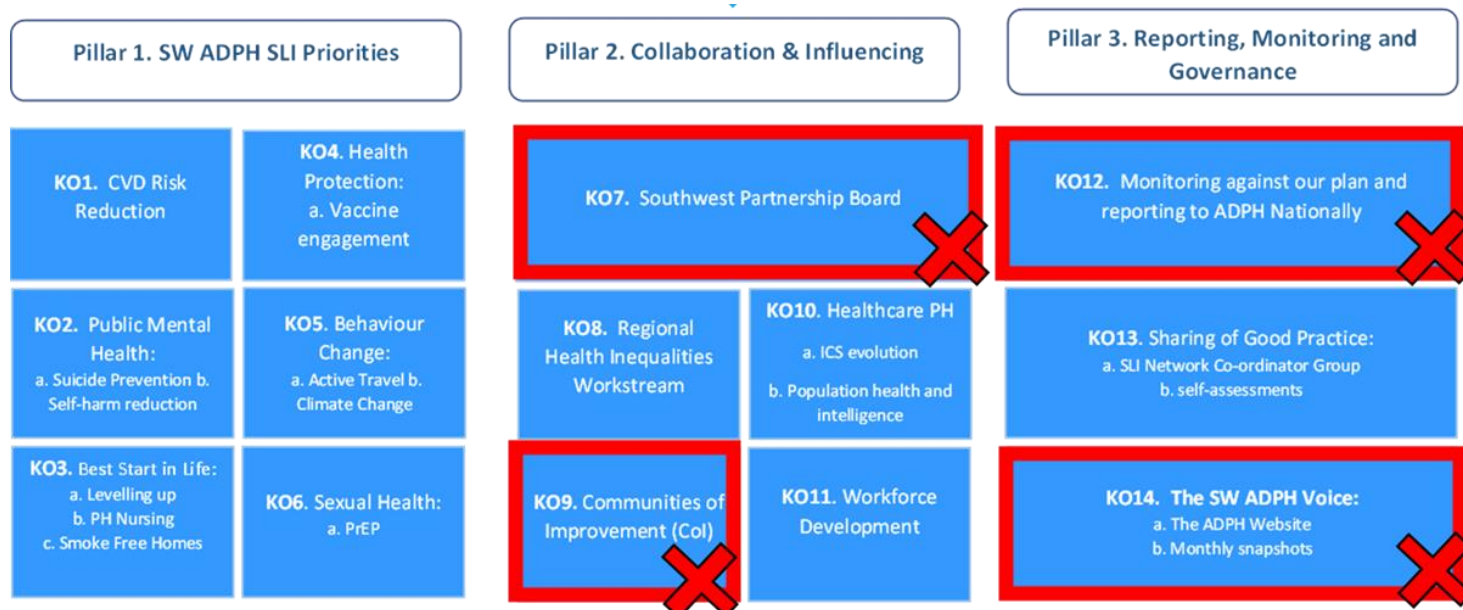 Pillar 1. SW ADPH SLI Priorities
KO1. CVD Risk
Reduction
KO4. Health
Protection:
a. Vaccine
engagement
KO2. Public Mental
Health:
a. Suicide Prevention b.
Self-harm reduction
KO5. Behaviour
Change:
a. Active Travel b.
Climate Change
KO3. Best Start in Life:
a. Levelling up
b. PH Nursing
c. Smoke Free Homes
KO6. Sexual Health:
a. PrEP
Pillar 2. Collaboration & Influencing
KO7. Southwest Partnership Board
KO8. Regional
Health Inequalities
Workstream
KO10. Healthcare PH
a. ICS evolution
b. Population health and
intelligence
KO9. Communities of
Improvement (CoI)
KO11. Workforce
Development
Pillar 3. Reporting, Monitoring and
Governance
KO12. Monitoring against our plan and
reporting to ADPH Nationally
KO13. Sharing of Good Practice:
a. SLI Network Co-ordinator Group
b. self-assessments
KO14. The SW ADPH Voice:
a. The ADPH Website
b. Monthly snapshots